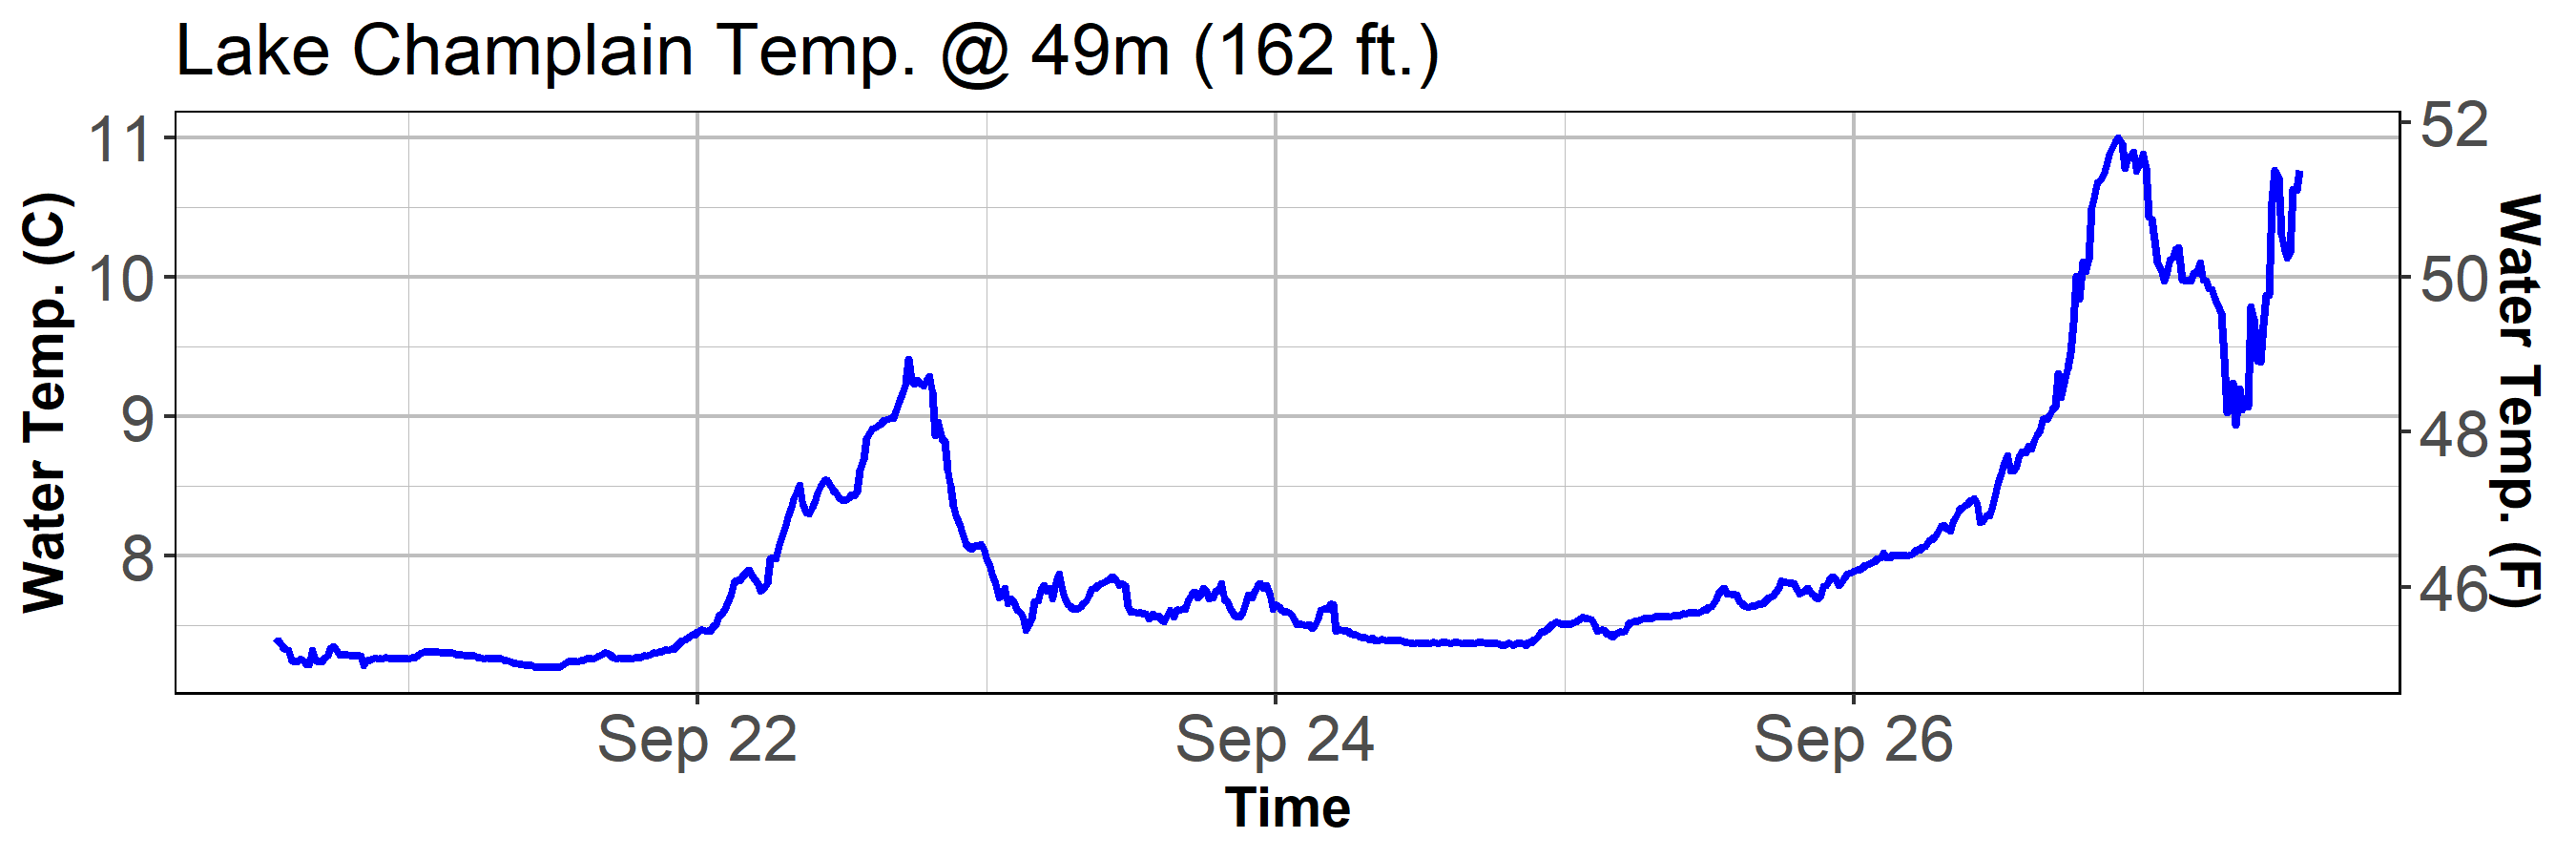 Lake Champlain Temp. @ 49m (162 ft.)
Water Temp. (C)
11
10
9
8
52
50
48
46
Water Temp. (F)
Sep 22
Sep 24
Sep 26
Time